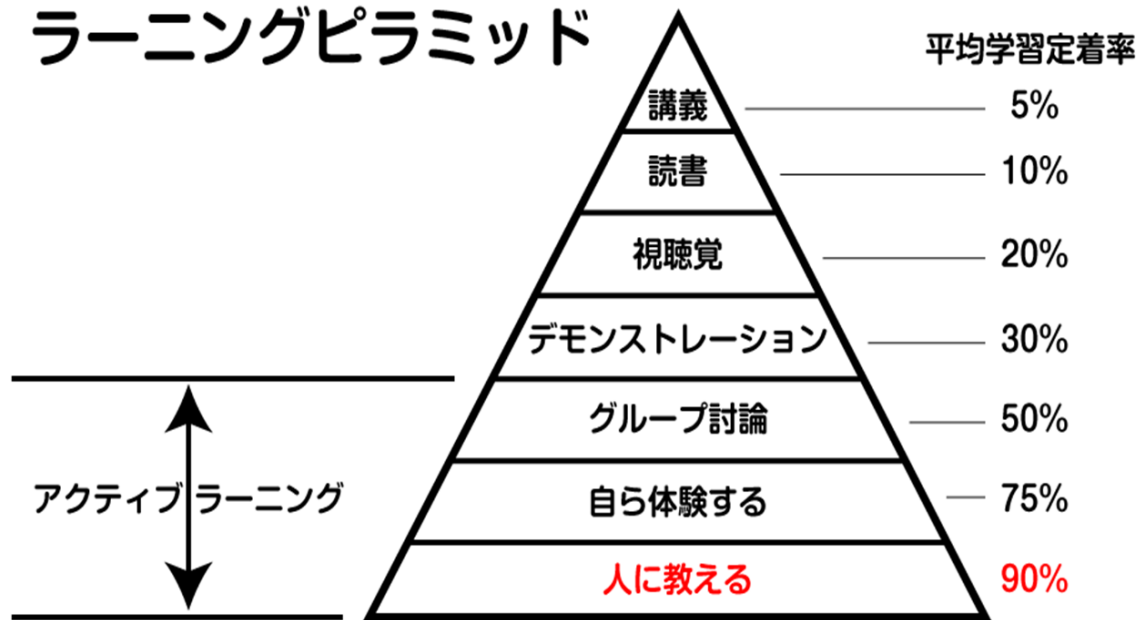 ラーニングピラミッド
平均学習定着率
講義 5%
読書 10%
視聴覚 20%
デモンストレーション 30%
グループ討論 50%
アクティブラーニング
自ら体験する 75%
人に教える 90%